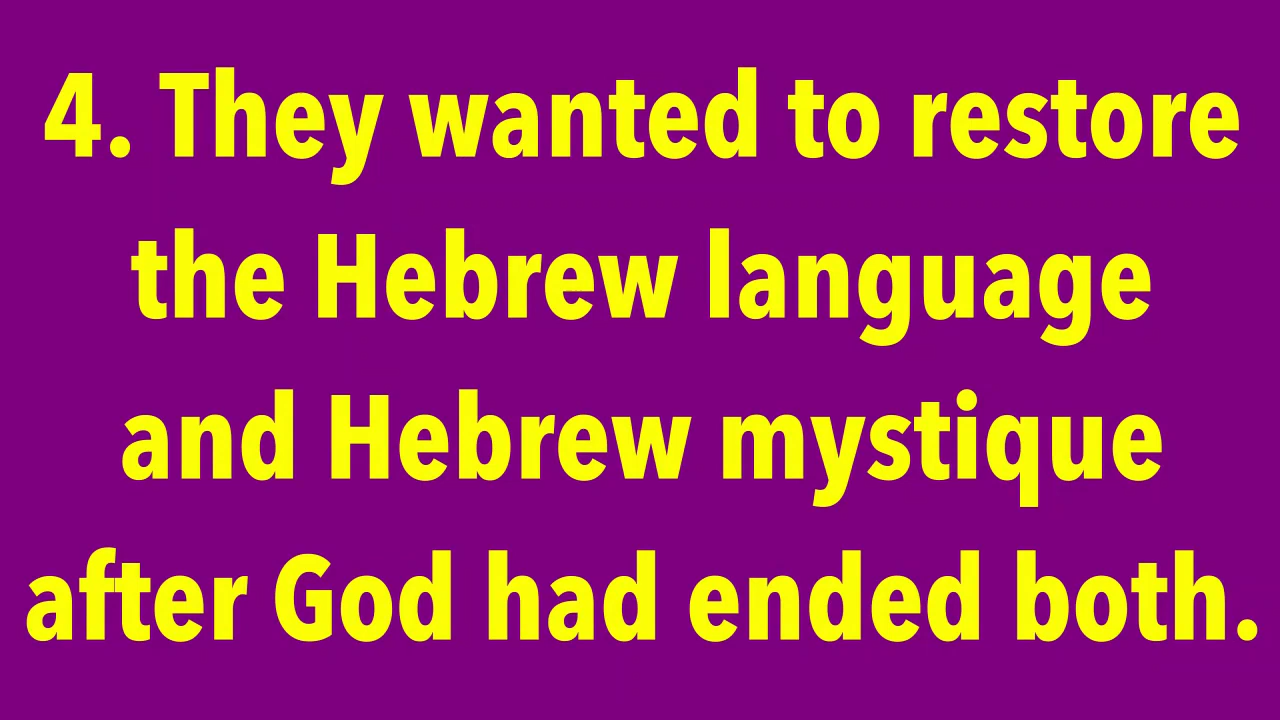 4. They wanted to restore
the Hebrew language
and Hebrew mystique
after God had ended both.